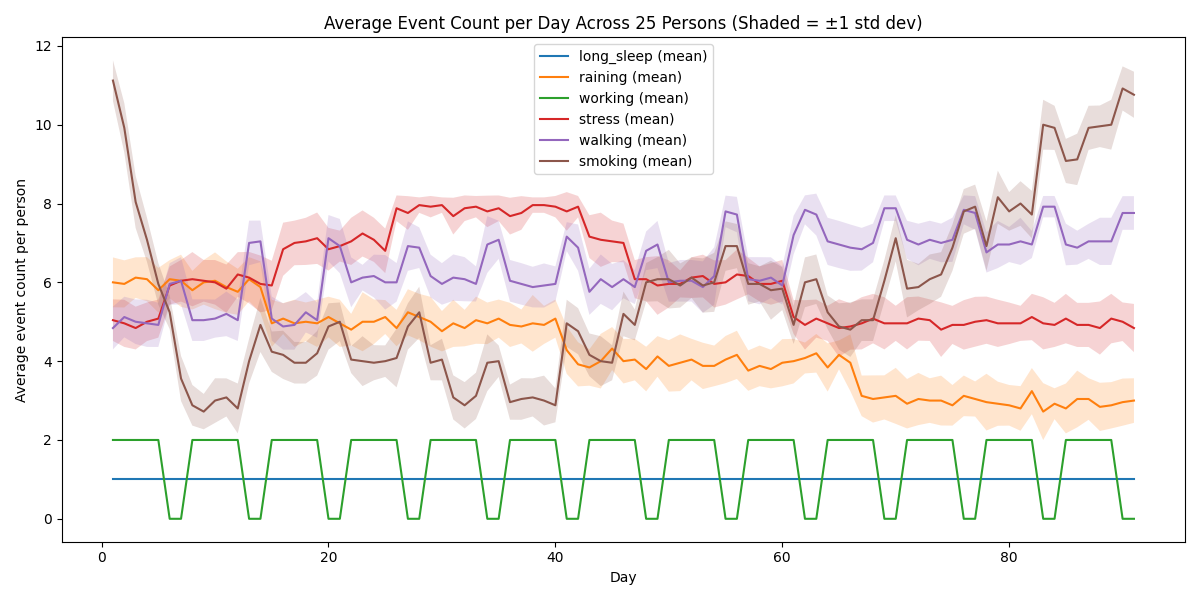 Average Event Count per Day Across 25 Persons (Shaded = ±1 std dev)
Average event count per person
12
10
8
6
4
2
0
long_sleep (mean)
raining (mean)
working (mean)
stress (mean)
walking (mean)
smoking (mean)
0
20
40
60
80
Day